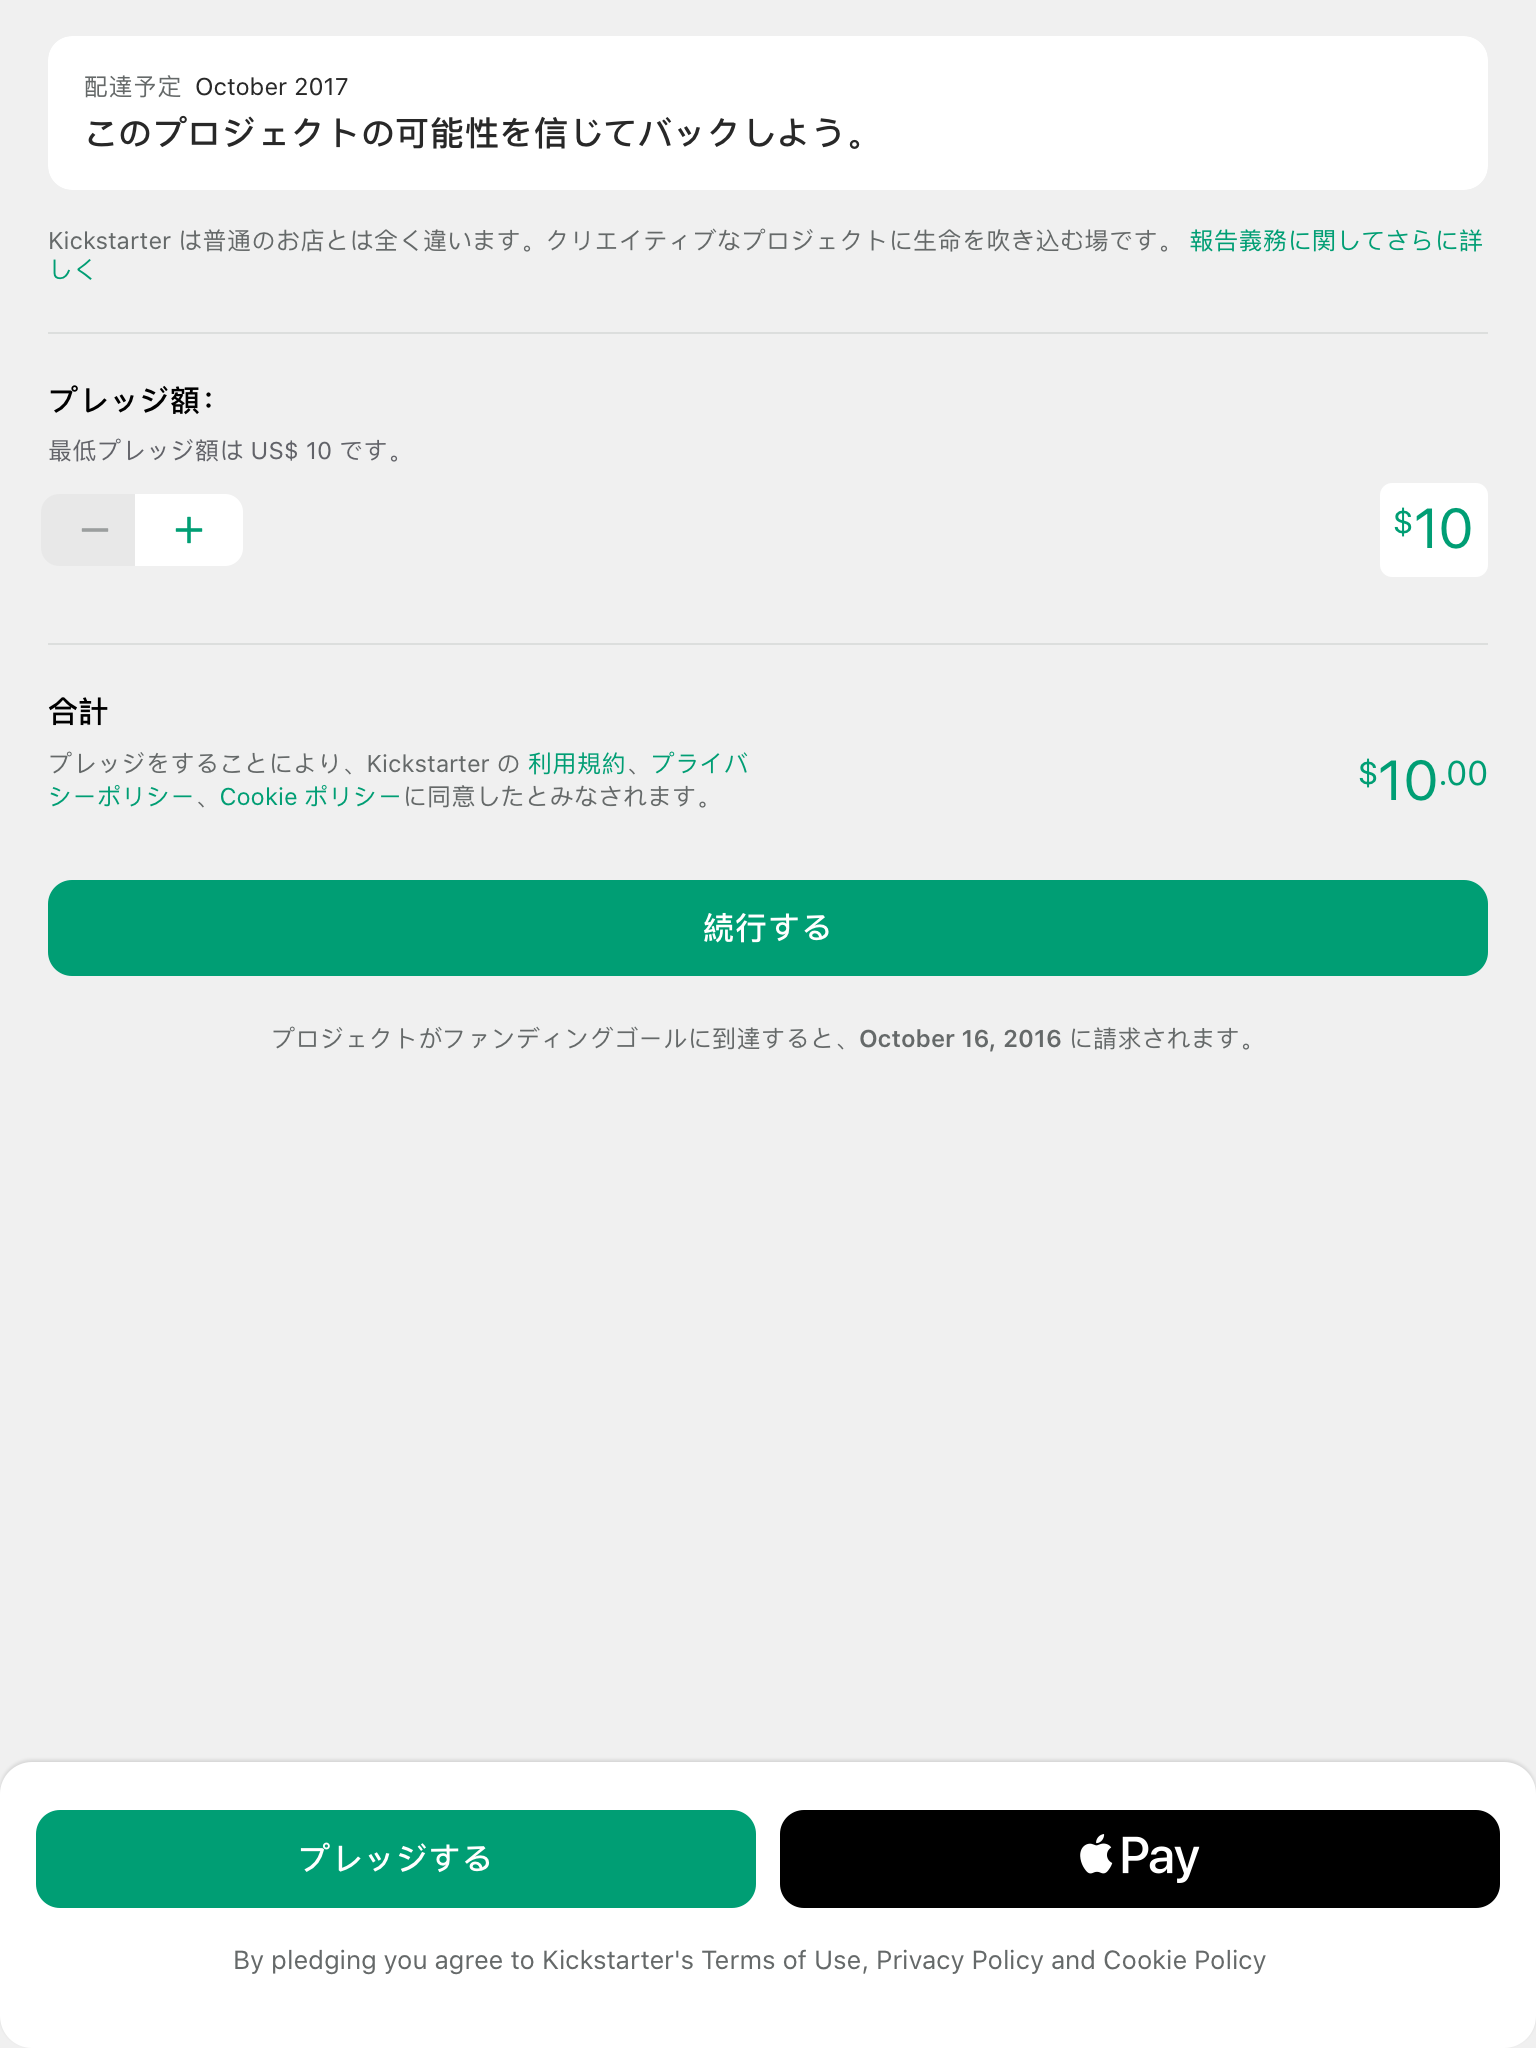 配達予定 October 2017
このプロジェクトの可能性を信じてバックしよう。
Kickstarter は普通のお店とは全く違います。クリエイティブなプロジェクトに生命を吹き込む場です。 報告義務に関してさらに詳
しく
プレッジ額：
最低プレッジ額は US$ 10 です。
− +
$10
合計
プレッジをすることにより、Kickstarter の 利用規約、プライバ
シーポリシー、Cookie ポリシーに同意したとみなされます。
$10.00
続行する
プロジェクトがファンディングゴールに到達すると、October 16, 2016 に請求されます。
プレッジする
Pay
By pledging you agree to Kickstarter's Terms of Use, Privacy Policy and Cookie Policy